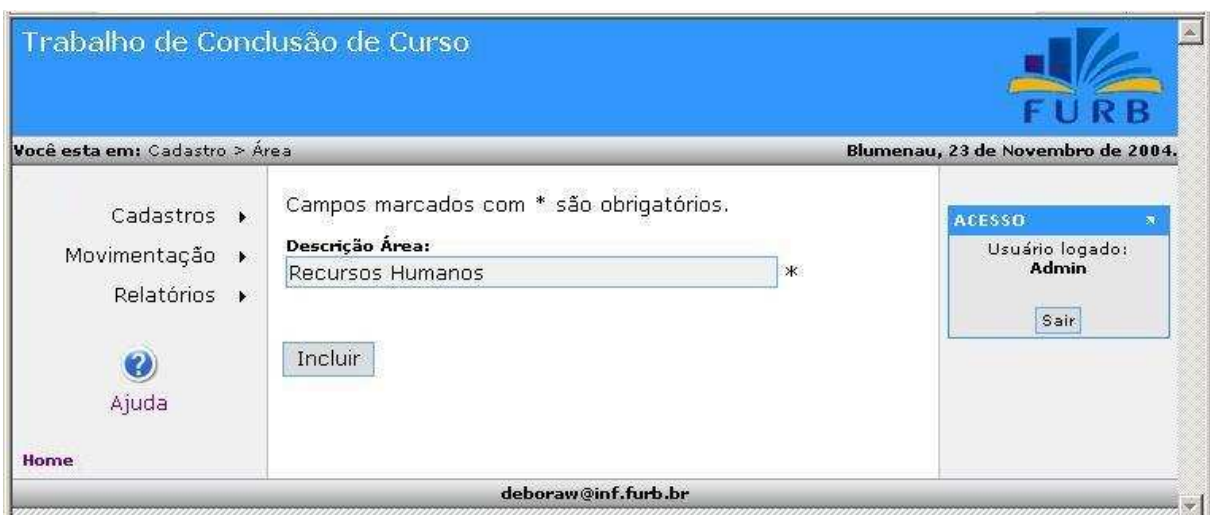 Trabalho de Conclusão de Curso
FURB
Você esta em: Cadastro > Área
Blumenau, 23 de Novembro de 2004.
Cadastros
Movimentação
Relatórios
Ajuda
Home
Campos marcados com * são obrigatórios.
Descrição Área:
Recursos Humanos *
Incluir
ACESSO
Usuário logado:
Admin
Sair
deboraw@inf.furb.br